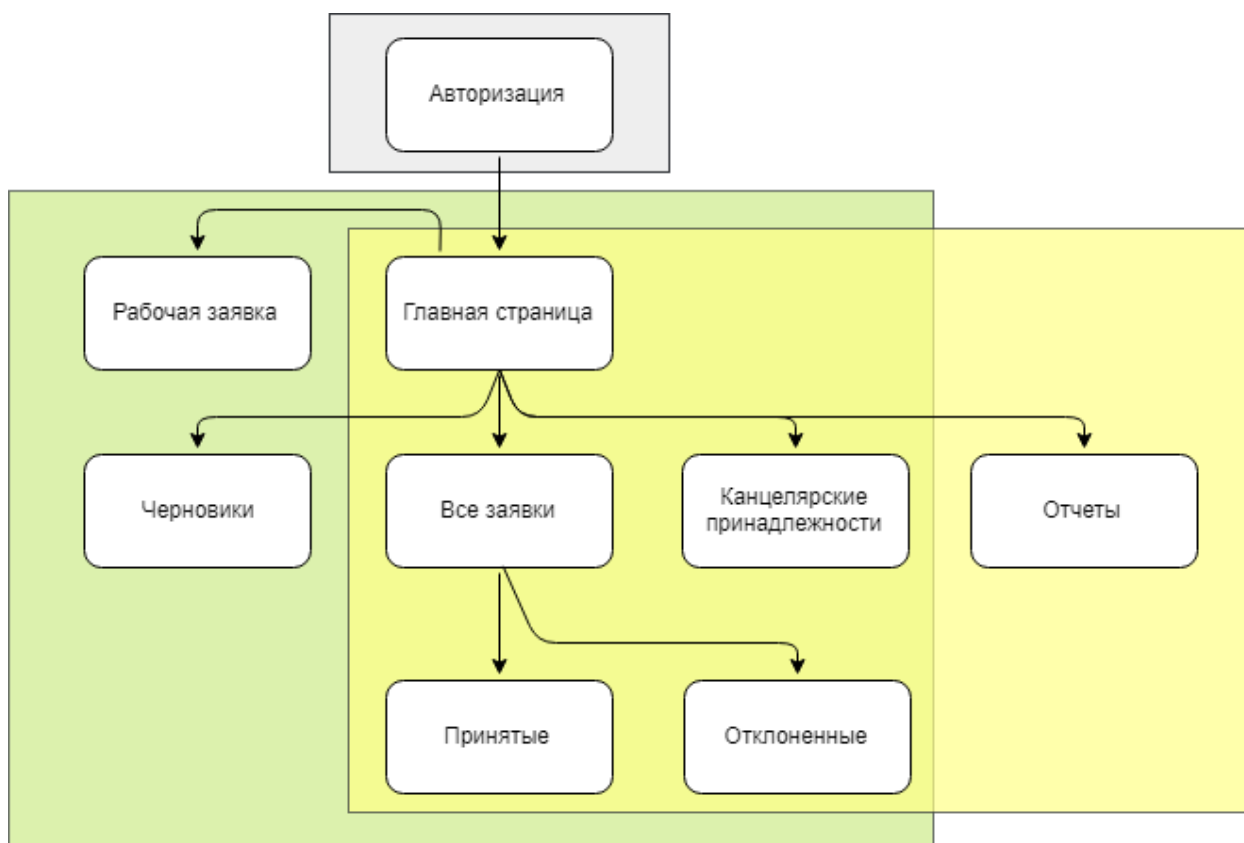 Авторизация
Рабочая заявка
Главная страница
Черновики
Все заявки
Канцелярские
принадлежности
Отчеты
Принятые
Отклоненные